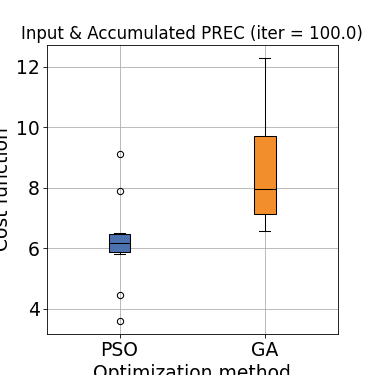 Input & Accumulated PREC (iter = 100.0)
12
10
8
6
4
Cost function
PSO GA
Optimization method